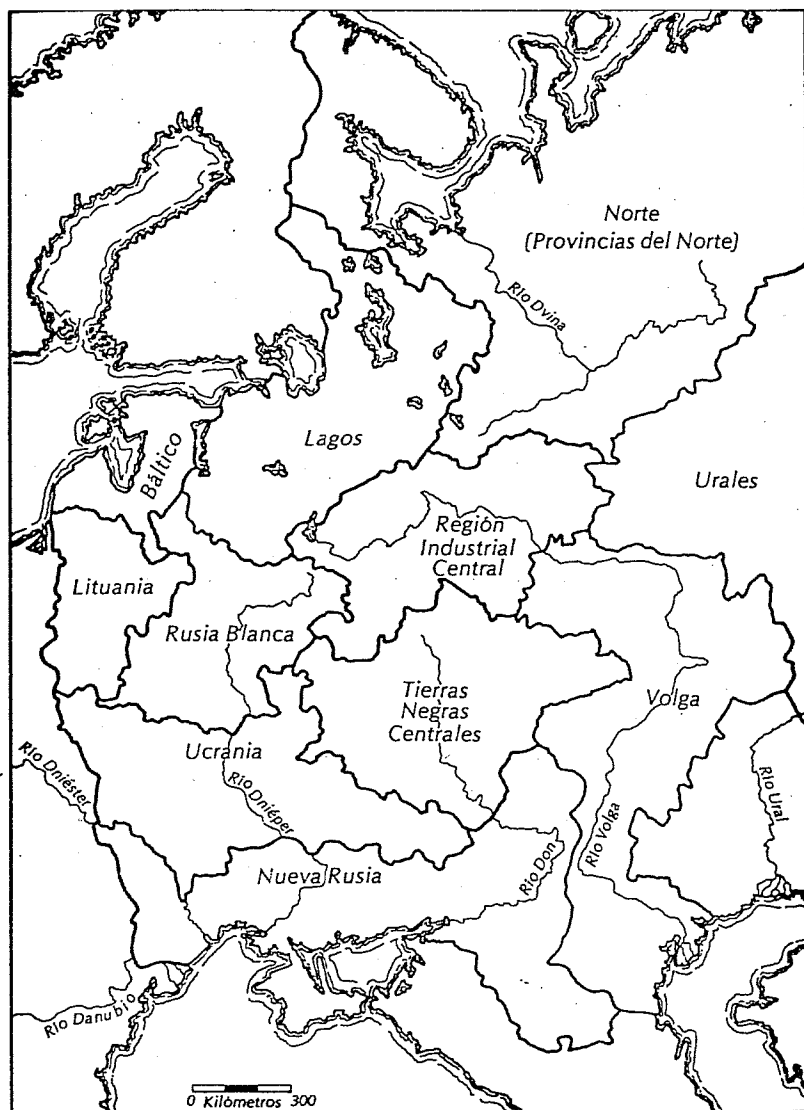 Norte
(Provincias del Norte)
Río Dvina
Lagos
Báltico
Urales
Región
Industrial
Central
Lituania
Rusia Blanca
Tierras
Negras
Centrales
Volga
Ucrania
Río Dniéster
Río Dniéper
Río Ural
Río Volga
Río Don
Nueva Rusia
Río Danubio
0 Kilómetros 300